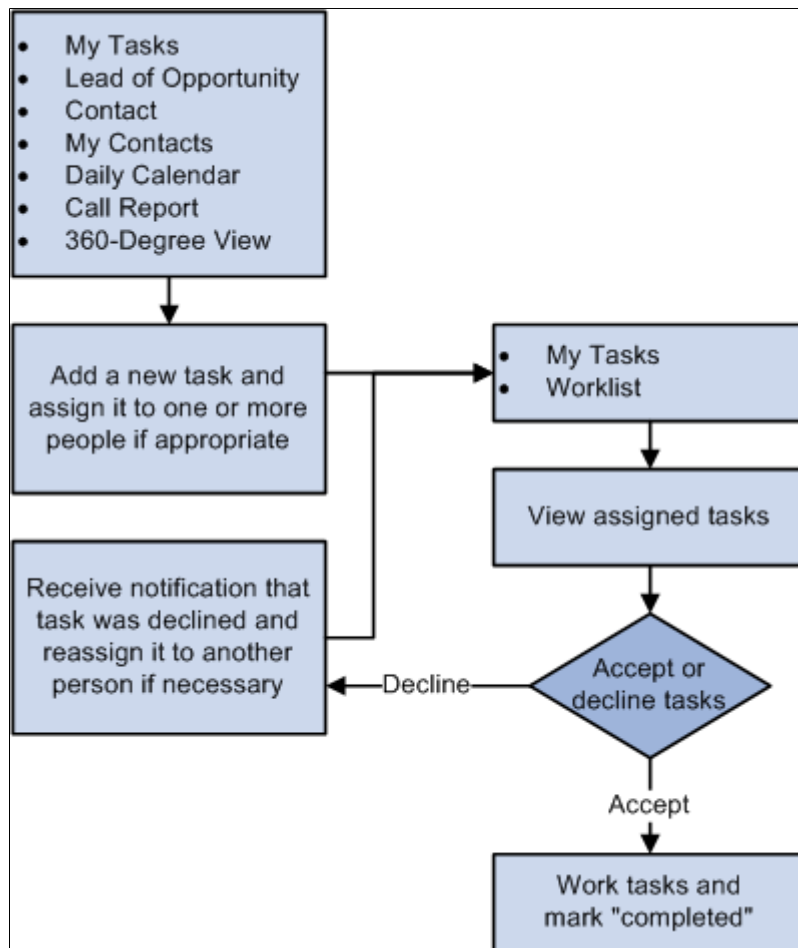 • My Tasks
• Lead of Opportunity
• Contact
• My Contacts
• Daily Calendar
• Call Report
• 360-Degree View
Add a new task and
assign it to one or more
people if appropriate
• My Tasks
• Worklist
View assigned tasks
Accept or
decline tasks
Decline
Receive notification that
task was declined and
reassign it to another
person if necessary
Accept
Work tasks and
mark "completed"